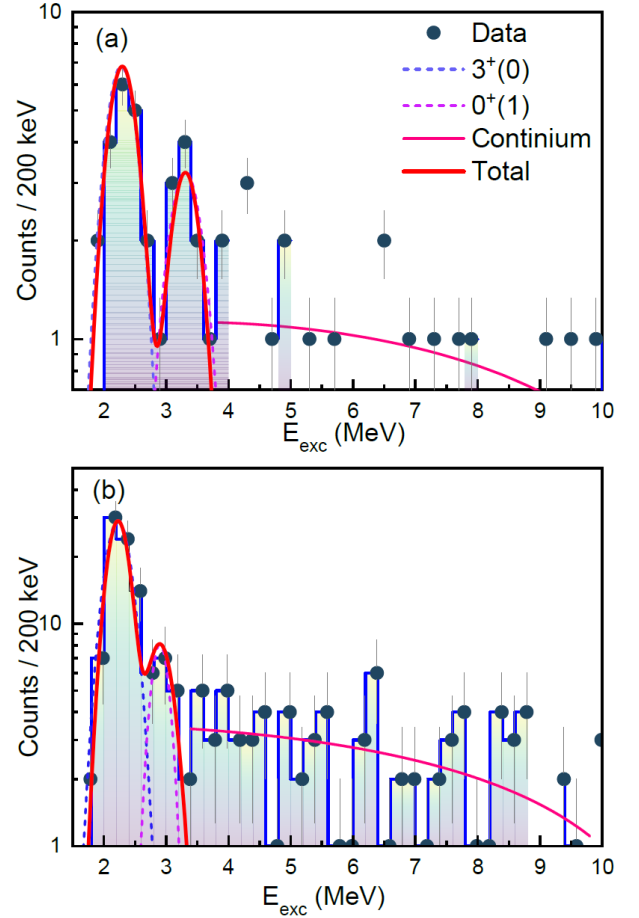 10
(a)
Data
3⁺(0)
0⁺(1)
Continium
Total
Counts / 200 keV
1
2 3 4 5 6 7 8 9 10
E_exc (MeV)
(b)
Counts / 200 keV
10
1
2 3 4 5 6 7 8 9 10
E_exc (MeV)